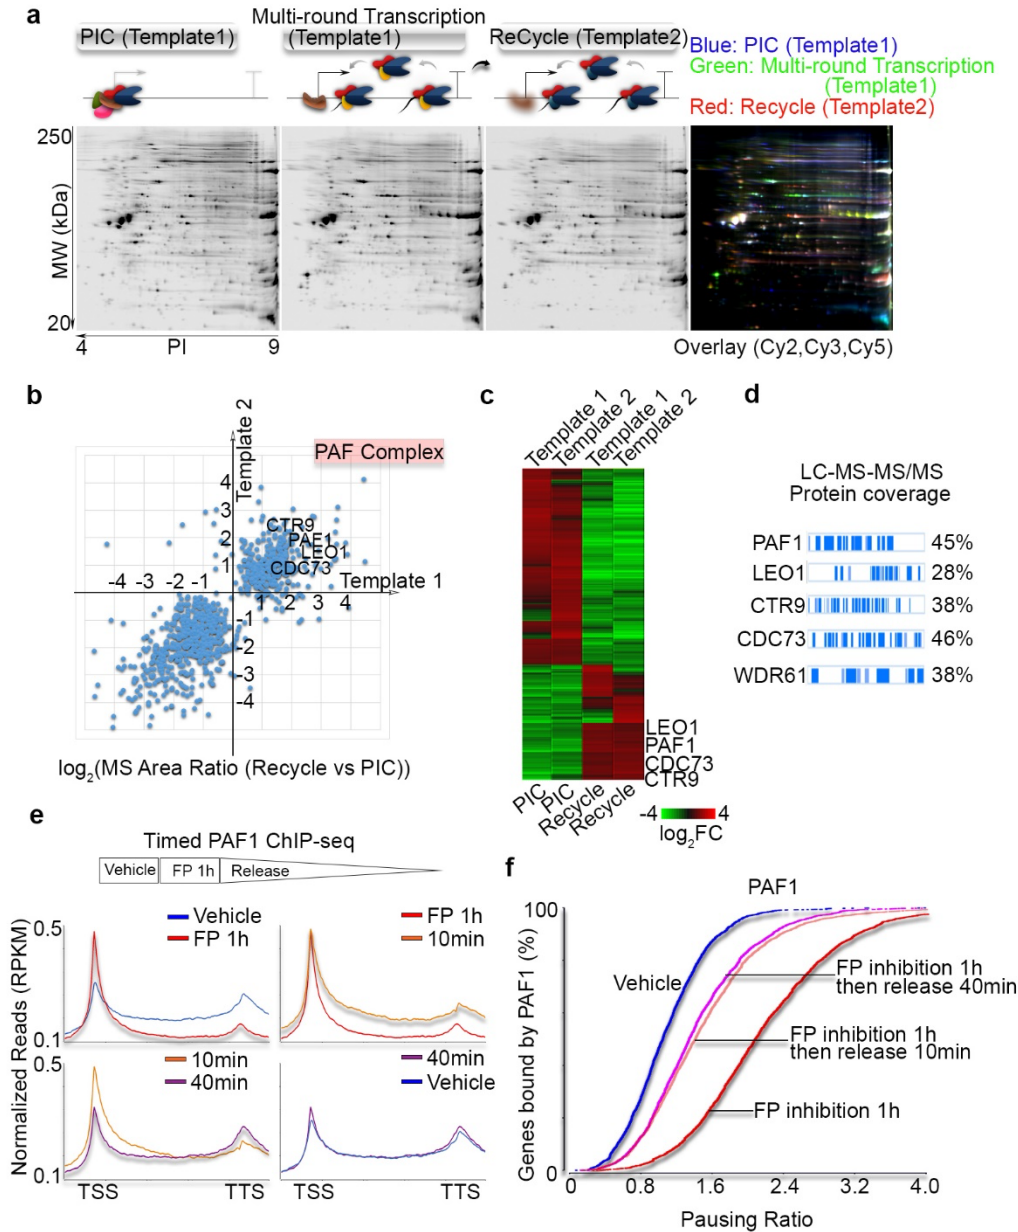 a
PIC (Template1)
Multi-round Transcription
(Template1)
ReCycle (Template2)
Blue: PIC (Template1)
Green: Multi-round Transcription
(Template1)
Red: Recycle (Template2)
250
MW (kDa)
20
4
PI
9
Overlay (Cy2,Cy3,Cy5)
b
Template 2
PAF Complex
4
3
2
1
CTR9
PAF1
LEO1
CDC73
Template 1
-4 -3 -2 -1
1 2 3 4
-1
-2
-3
-4
log2(MS Area Ratio (Recycle vs PIC))
c
Template 1
Template 2
Template 1
Template 2
LEO1
PAF1
CDC73
CTR9
PIC
PIC
Recycle
Recycle
-4 4
log2FC
d
LC-MS-MS/MS
Protein coverage
PAF1 45%
LEO1 28%
CTR9 38%
CDC73 46%
WDR61 38%
e
Timed PAF1 ChIP-seq
Vehicle FP 1h Release
Normalized Reads (RPKM)
0.5
Vehicle
FP 1h
0.1
FP 1h
10min
0.5
10min
40min
0.1
40min
Vehicle
TSS TTS
TSS TTS
f
PAF1
Genes bound by PAF1 (%)
100
Vehicle
FP inhibition 1h
then release 40min
FP inhibition 1h
then release 10min
FP inhibition 1h
0
0 0.8 1.6 2.4 3.2 4.0
Pausing Ratio